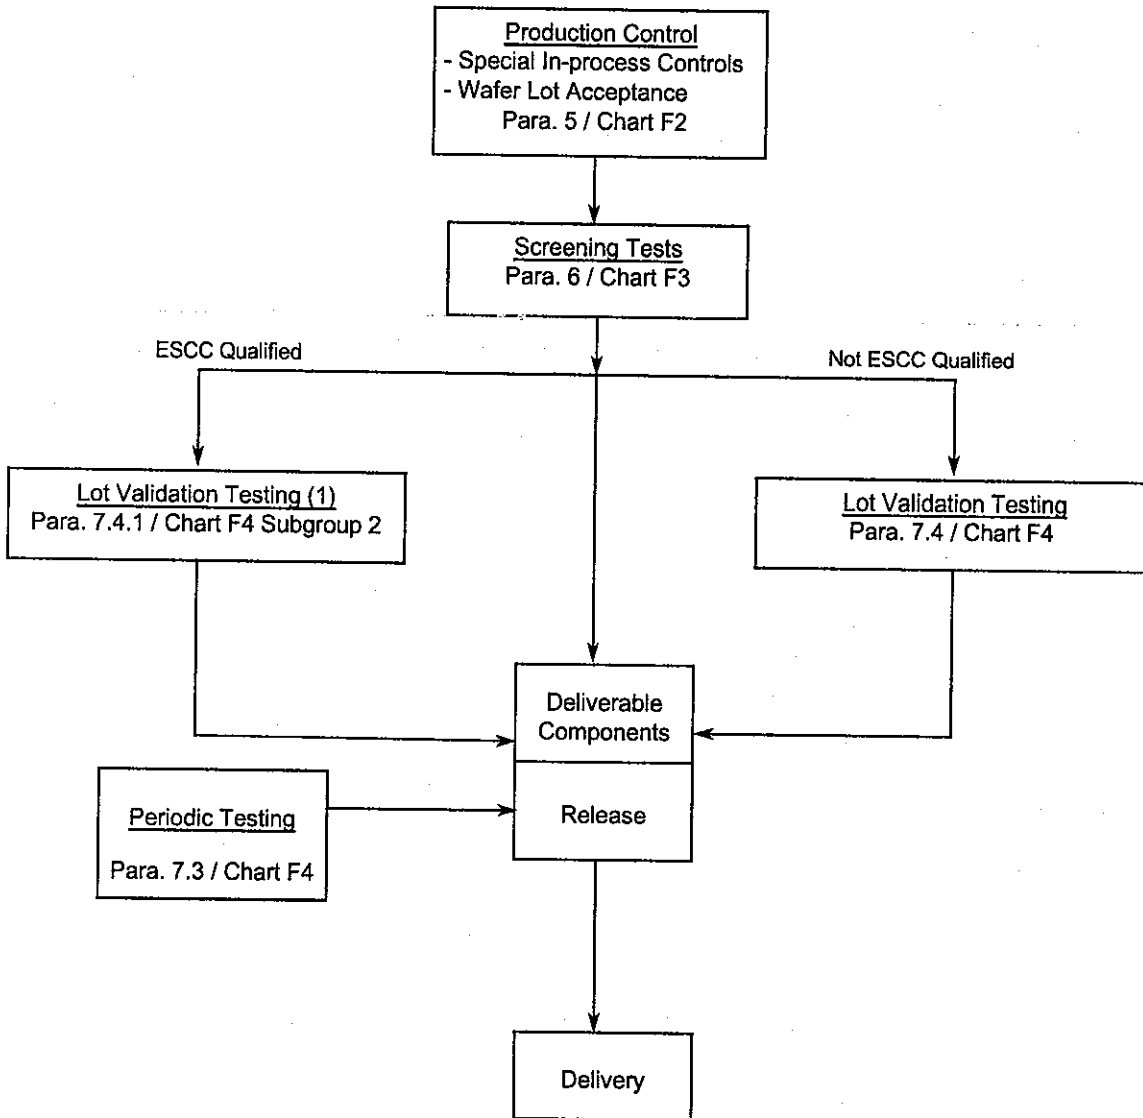 Production Control
- Special In-process Controls
- Wafer Lot Acceptance
Para. 5 / Chart F2
Screening Tests
Para. 6 / Chart F3
ESCC Qualified
Not ESCC Qualified
Lot Validation Testing (1)
Para. 7.4.1 / Chart F4 Subgroup 2
Lot Validation Testing
Para. 7.4 / Chart F4
Deliverable
Components
Periodic Testing
Para. 7.3 / Chart F4
Release
Delivery